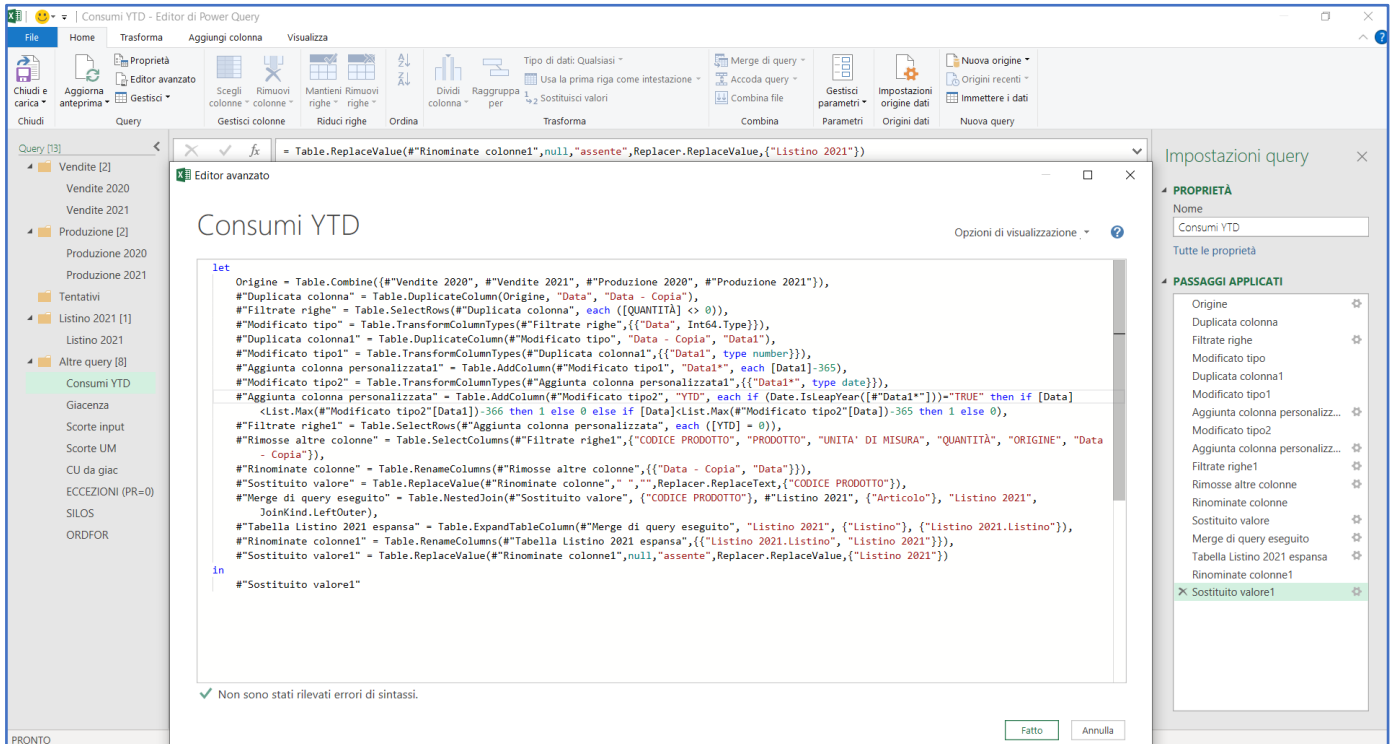 Consumi YTD - Editor di Power Query
File Home Trasforma Aggiungi colonna Visualizza
Chiudi e carica
Chiudi
Aggiorna anteprima
Proprietà
Editor avanzato
Gestisci
Query
Scegli colonne
Rimuovi colonne
Gestisci colonne
Mantieni righe
Rimuovi righe
Riduci righe
Ordina
Dividi colonna
Raggruppa per
Tipo di dati: Qualsiasi
Usa la prima riga come intestazione
Sostituisci valori
Trasforma
Merge di query
Accoda query
Combina file
Combina
Gestisci parametri
Parametri
Impostazioni origine dati
Origini dati
Nuova origine
Origini recenti
Immettere i dati
Nuova query
Query [13]
Vendite [2]
Vendite 2020
Vendite 2021
Produzione [2]
Produzione 2020
Produzione 2021
Tentativi
Listino 2021 [1]
Listino 2021
Altre query [8]
Consumi YTD
Giacenza
Scorte input
Scorte UM
CU da giac
ECCEZIONI (PR=0)
SILOS
ORDFOR
fx = Table.ReplaceValue(#"Rinominate colonne1",null,"assente",Replacer.ReplaceValue,{"Listino 2021"})
Editor avanzato
Consumi YTD
Opzioni di visualizzazione
let
Origine = Table.Combine({#"Vendite 2020", #"Vendite 2021", #"Produzione 2020", #"Produzione 2021"}),
#"Duplicata colonna" = Table.DuplicateColumn(Origine, "Data", "Data - Copia"),
#"Filtrate righe" = Table.SelectRows(#"Duplicata colonna", each ([QUANTITÀ] <> 0)),
#"Modificato tipo" = Table.TransformColumnTypes(#"Filtrate righe",{{"Data", Int64.Type}}),
#"Duplicata colonna1" = Table.DuplicateColumn(#"Modificato tipo", "Data - Copia", "Data1"),
#"Modificato tipo1" = Table.TransformColumnTypes(#"Duplicata colonna1",{{"Data1", type number}}),
#"Aggiunta colonna personalizzata1" = Table.AddColumn(#"Modificato tipo1", "Data1*", each [Data1]-365),
#"Modificato tipo2" = Table.TransformColumnTypes(#"Aggiunta colonna personalizzata1",{{"Data1*", type date}}),
#"Aggiunta colonna personalizzata" = Table.AddColumn(#"Modificato tipo2", "YTD", each if (Date.IsLeapYear([#"Data1*"]))="TRUE" then if [Data]
<List.Max(#"Modificato tipo2"[Data1])-366 then 1 else 0 else if [Data]<List.Max(#"Modificato tipo2"[Data])-365 then 1 else 0),
#"Filtrate righe1" = Table.SelectRows(#"Aggiunta colonna personalizzata", each ([YTD] = 0)),
#"Rimosse altre colonne" = Table.SelectColumns(#"Filtrate righe1",{"CODICE PRODOTTO", "PRODOTTO", "UNITA' DI MISURA", "QUANTITÀ", "ORIGINE", "Data
- Copia"}),
#"Rinominate colonne" = Table.RenameColumns(#"Rimosse altre colonne",{{"Data - Copia", "Data"}}),
#"Sostituito valore" = Table.ReplaceValue(#"Rinominate colonne"," ","",Replacer.ReplaceText,{"CODICE PRODOTTO"}),
#"Merge di query eseguito" = Table.NestedJoin(#"Sostituito valore", {"CODICE PRODOTTO"}, #"Listino 2021", {"Articolo"}, "Listino 2021",
JoinKind.LeftOuter),
#"Tabella Listino 2021 espansa" = Table.ExpandTableColumn(#"Merge di query eseguito", "Listino 2021", {"Listino"}, {"Listino 2021.Listino"}),
#"Rinominate colonne1" = Table.RenameColumns(#"Tabella Listino 2021 espansa",{{"Listino 2021.Listino", "Listino 2021"}}),
#"Sostituito valore1" = Table.ReplaceValue(#"Rinominate colonne1",null,"assente",Replacer.ReplaceValue,{"Listino 2021"})
in
#"Sostituito valore1"
Non sono stati rilevati errori di sintassi.
Fatto
Annulla
Impostazioni query
PROPRIETÀ
Nome
Consumi YTD
Tutte le proprietà
PASSAGGI APPLICATI
Origine
Duplicata colonna
Filtrate righe
Modificato tipo
Duplicata colonna1
Modificato tipo1
Aggiunta colonna personalizz...
Modificato tipo2
Aggiunta colonna personalizz...
Filtrate righe1
Rimosse altre colonne
Rinominate colonne
Sostituito valore
Merge di query eseguito
Tabella Listino 2021 espansa
Rinominate colonne1
Sostituito valore1
PRONTO